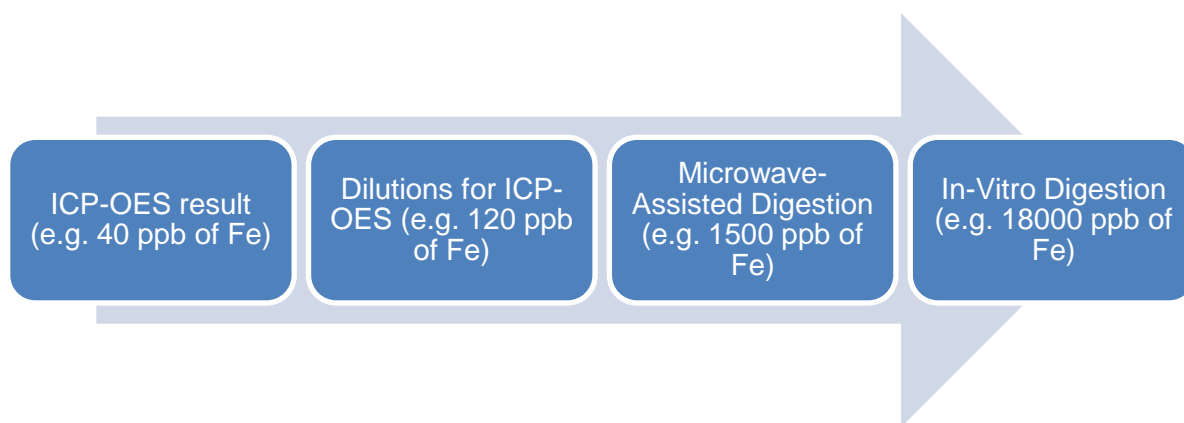 ICP-OES result
(e.g. 40 ppb of Fe)
Dilutions for ICP-
OES (e.g. 120 ppb
of Fe)
Microwave-
Assisted Digestion
(e.g. 1500 ppb of
Fe)
In-Vitro Digestion
(e.g. 18000 ppb of
Fe)